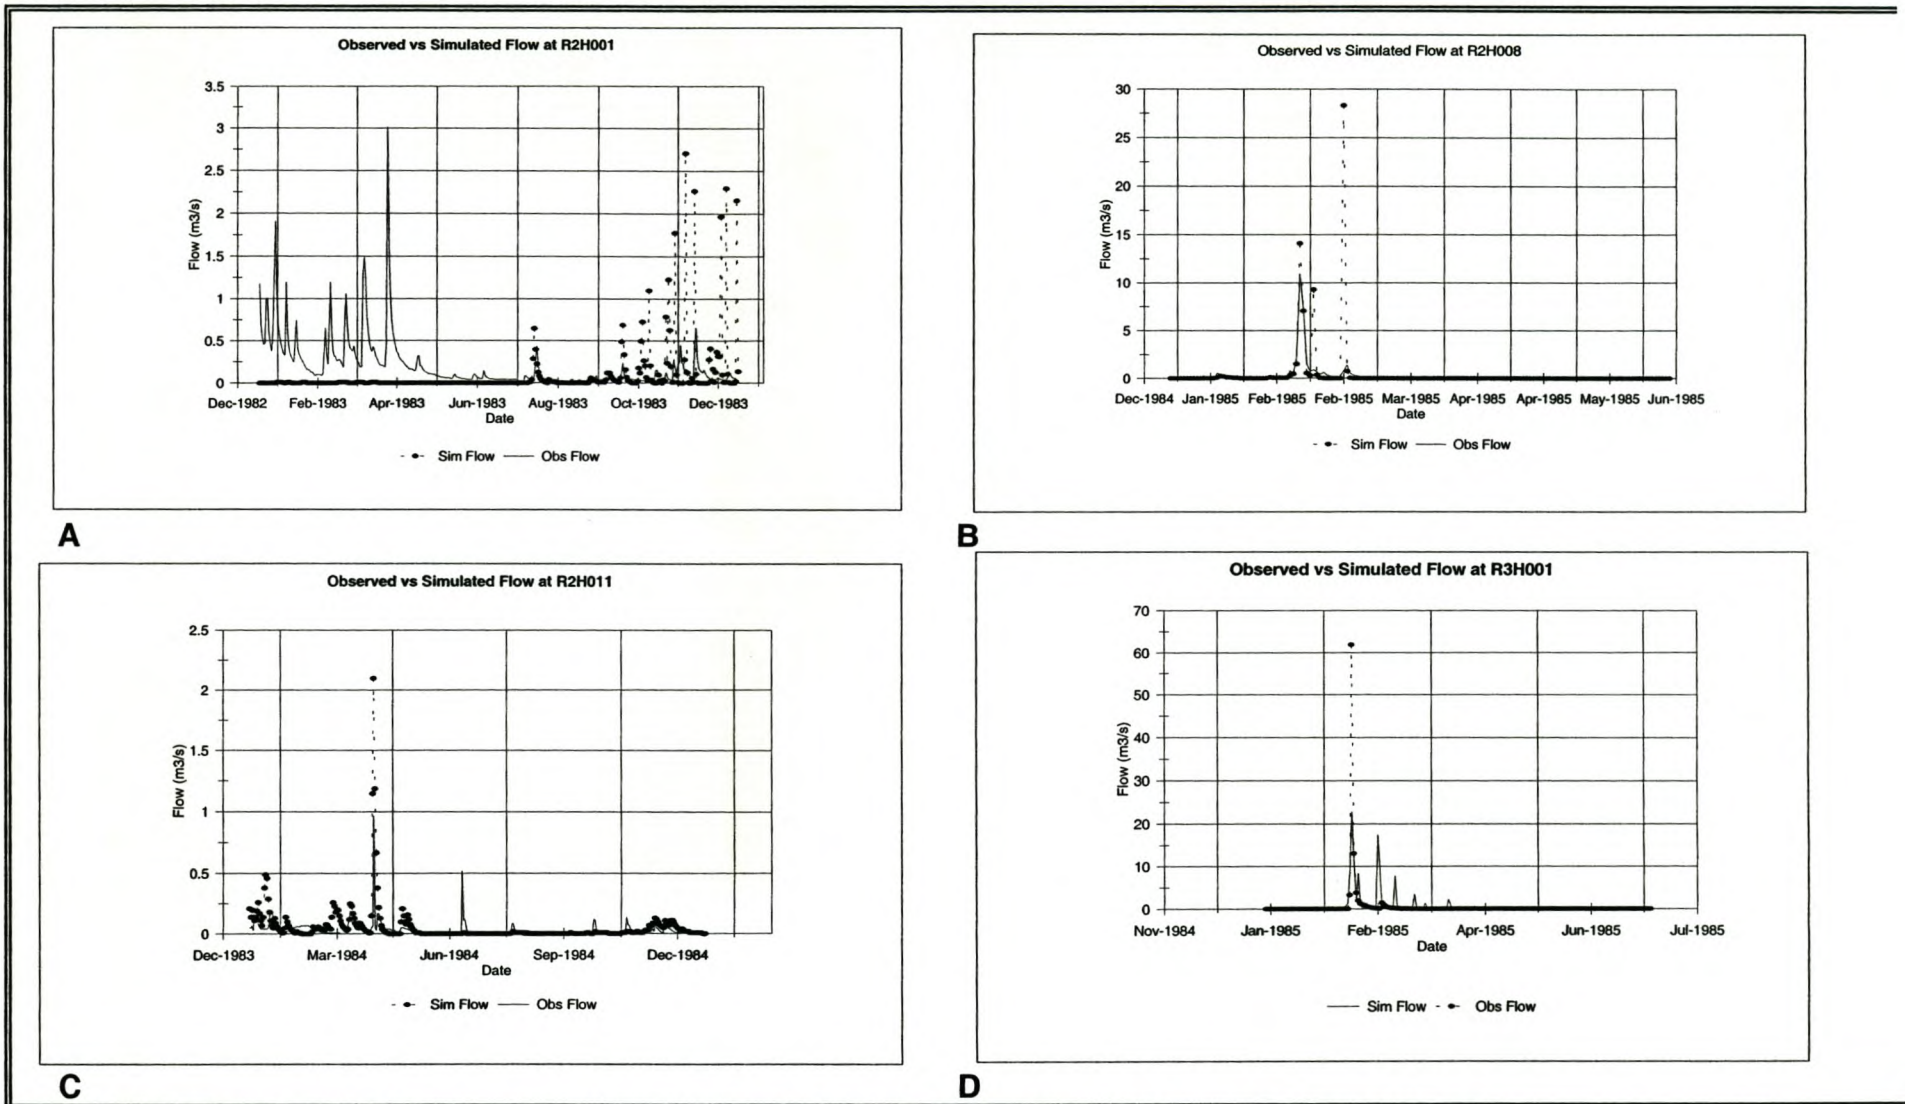 Observed vs Simulated Flow at R2H001
3.5
3
2.5
2
1.5
1
0.5
0
Flow (m3/s)
Dec-1982 Feb-1983 Apr-1983 Jun-1983 Aug-1983 Oct-1983 Dec-1983
Date
Sim Flow Obs Flow
A
Observed vs Simulated Flow at R2H008
30
25
20
15
10
5
0
Flow (m3/s)
Dec-1984 Jan-1985 Feb-1985 Feb-1985 Mar-1985 Apr-1985 Apr-1985 May-1985 Jun-1985
Date
Sim Flow Obs Flow
B
Observed vs Simulated Flow at R2H011
2.5
2
1.5
1
0.5
0
Flow (m3/s)
Dec-1983 Mar-1984 Jun-1984 Sep-1984 Dec-1984
Date
Sim Flow Obs Flow
C
Observed vs Simulated Flow at R3H001
70
60
50
40
30
20
10
0
Flow (m3/s)
Nov-1984 Jan-1985 Feb-1985 Apr-1985 Jun-1985 Jul-1985
Date
Sim Flow Obs Flow
D